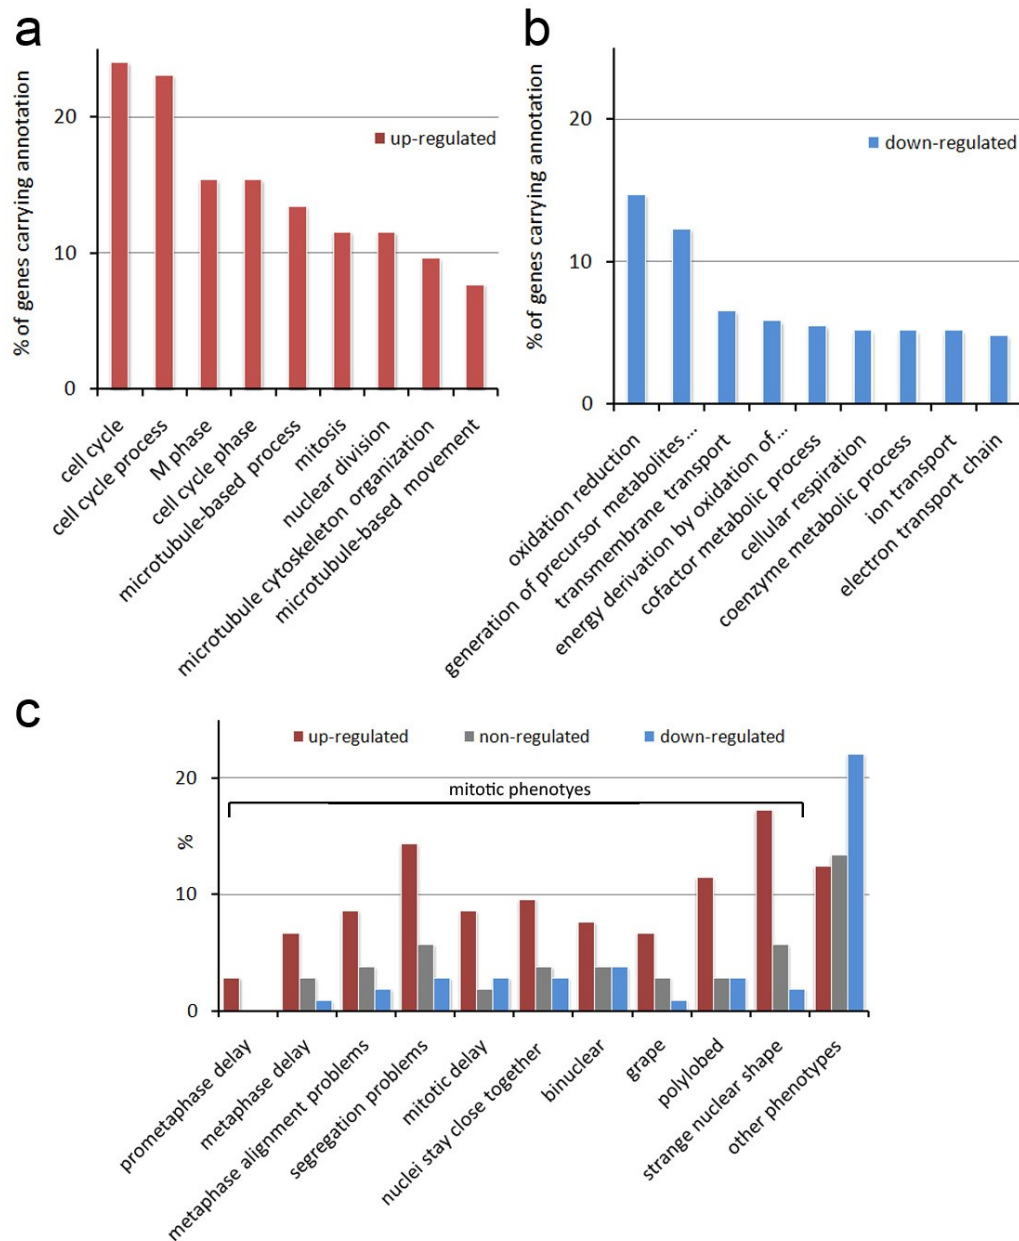 a
% of genes carrying annotation
20
10
0
up-regulated
cell cycle
cell cycle process
M phase
cell cycle phase
microtubule-based process
mitosis
nuclear division
microtubule cytoskeleton organization
microtubule-based movement
b
% of genes carrying annotation
20
10
0
down-regulated
oxidation reduction
generation of precursor metabolites...
transmembrane transport
energy derivation by oxidation of...
cofactor metabolic process
cellular respiration
coenzyme metabolic process
ion transport
electron transport chain
c
up-regulated
non-regulated
down-regulated
mitotic phenotyes
%
20
10
0
prometaphase delay
metaphase delay
metaphase alignment problems
segregation problems
mitotic delay
nuclei stay close together
binuclear
grape
polylobed
strange nuclear shape
other phenotypes